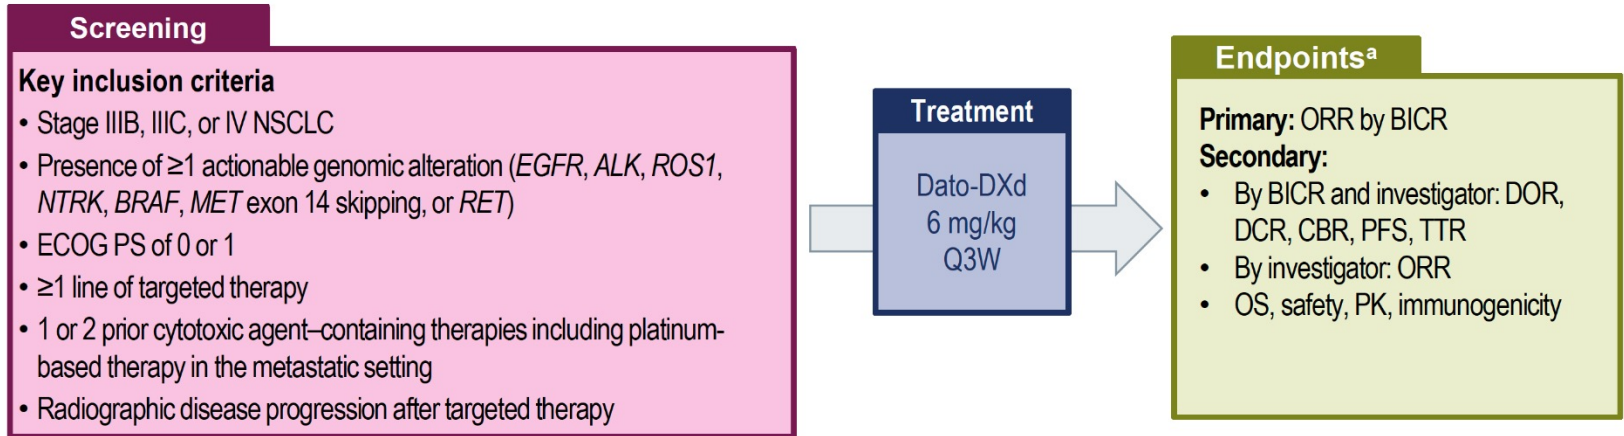 Screening
Key inclusion criteria
• Stage IIIB, IIIC, or IV NSCLC
• Presence of ≥1 actionable genomic alteration (EGFR, ALK, ROS1,
NTRK, BRAF, MET exon 14 skipping, or RET)
• ECOG PS of 0 or 1
• ≥1 line of targeted therapy
• 1 or 2 prior cytotoxic agent–containing therapies including platinum-
based therapy in the metastatic setting
• Radiographic disease progression after targeted therapy
Treatment
Dato-DXd
6 mg/kg
Q3W
Endpointsᵃ
Primary: ORR by BICR
Secondary:
• By BICR and investigator: DOR,
DCR, CBR, PFS, TTR
• By investigator: ORR
• OS, safety, PK, immunogenicity